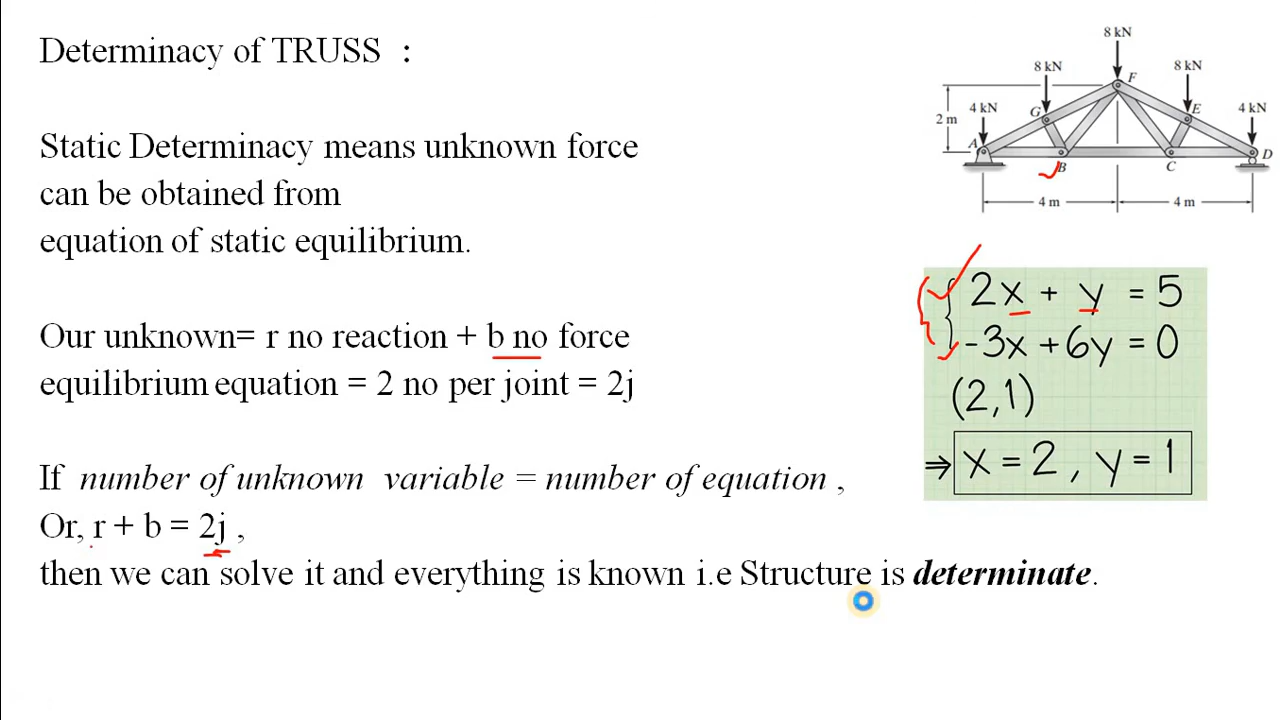 Determinacy of TRUSS :
Static Determinacy means unknown force
can be obtained from
equation of static equilibrium.
Our unknown= r no reaction + b no force
equilibrium equation = 2 no per joint = 2j
If number of unknown variable = number of equation ,
Or, r + b = 2j ,
then we can solve it and everything is known i.e Structure is determinate.
8 kN
8 kN
8 kN
F
4 kN
G
E
4 kN
2 m
A
B
C
D
4 m
4 m
2x + y = 5
-3x + 6y = 0
(2,1)
⇒ x = 2 , y = 1